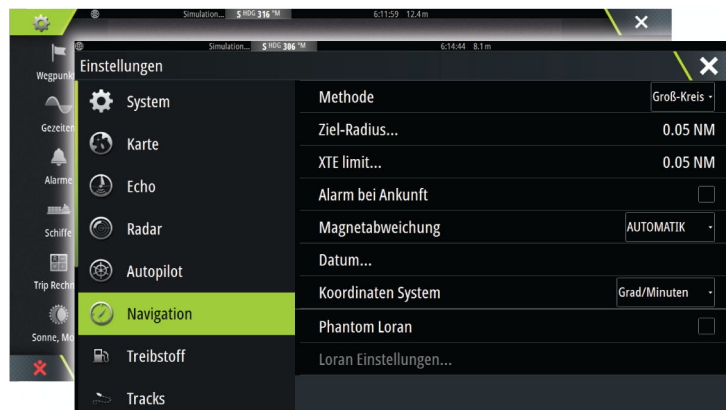 Simulation... S HDG 316 °M 6:11:59 12.4 m
Simulation... S HDG 306 °M 6:14:44 8.1 m
Einstellungen
Wegpunk
Gezeiten
Alarme
Schiffe
Trip Rechn
Sonne, Mo
System
Karte
Echo
Radar
Autopilot
Navigation
Treibstoff
Tracks
Methode Groß-Kreis
Ziel-Radius... 0.05 NM
XTE limit... 0.05 NM
Alarm bei Ankunft
Magnetabweichung AUTOMATIK
Datum...
Koordinaten System Grad/Minuten
Phantom Loran
Loran Einstellungen...